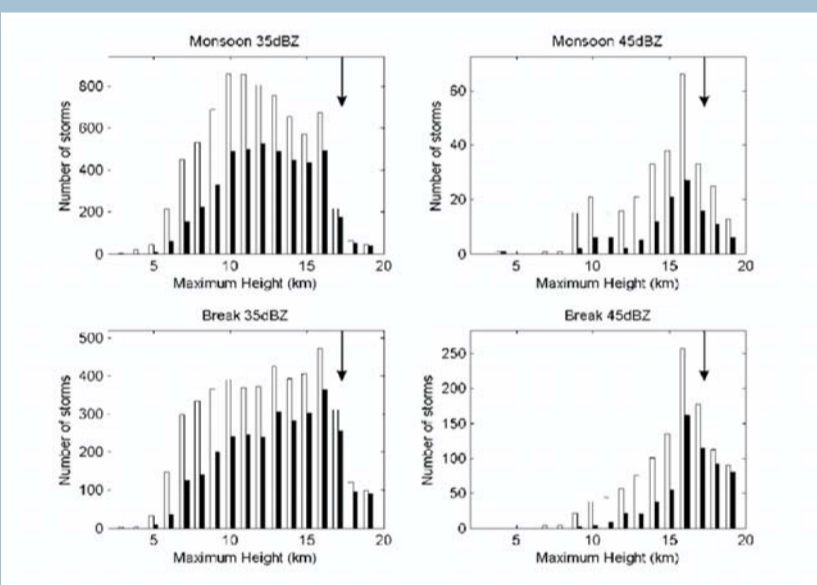 Monsoon 35dBZ
800
600
400
200
0
Number of storms
5 10 15 20
Maximum Height (km)
Monsoon 45dBZ
60
40
20
0
Number of storms
5 10 15 20
Maximum Height (km)
Break 35dBZ
500
400
300
200
100
0
Number of storms
5 10 15 20
Maximum Height (km)
Break 45dBZ
250
200
150
100
50
0
Number of storms
5 10 15 20
Maximum Height (km)